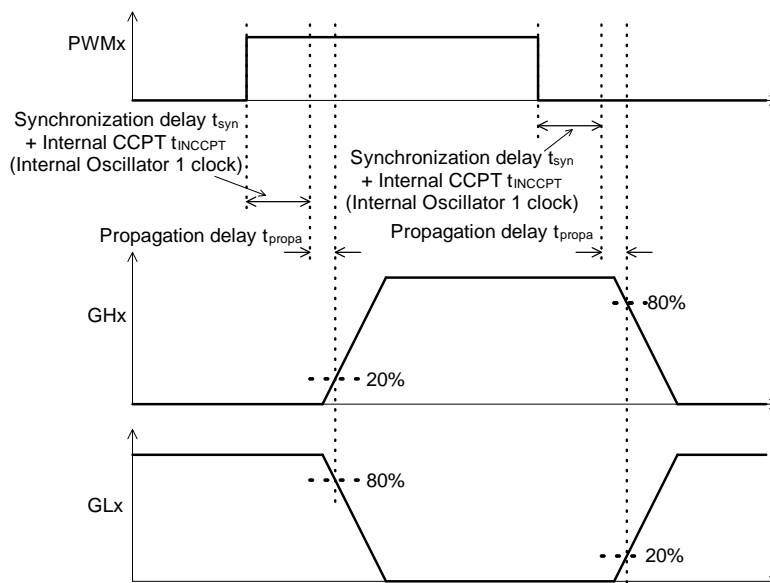 PWMx
Synchronization delay tsyn
+ Internal CCPT tINCCPT
(Internal Oscillator 1 clock)
Synchronization delay tsyn
+ Internal CCPT tINCCPT
(Internal Oscillator 1 clock)
Propagation delay tpropa
Propagation delay tpropa
GHx
80%
20%
80%
GLx
20%